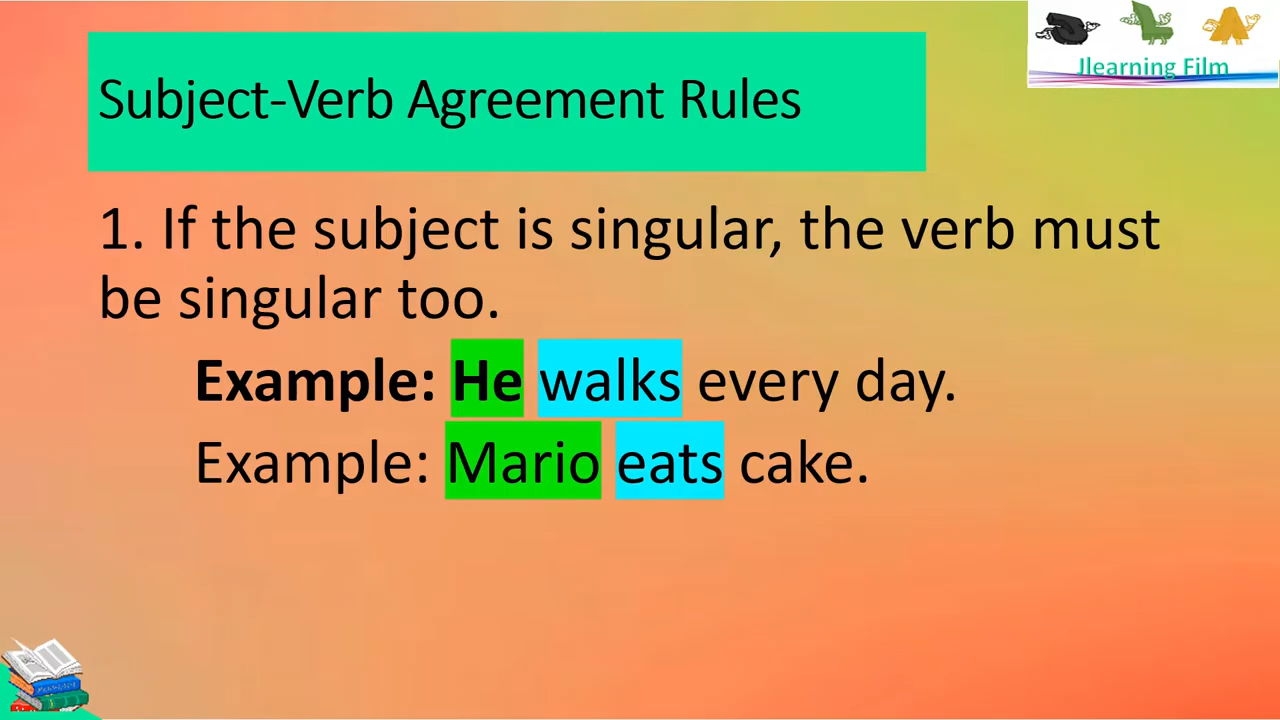 Jlearning Film
Subject-Verb Agreement Rules
1. If the subject is singular, the verb must
be singular too.
Example: He walks every day.
Example: Mario eats cake.